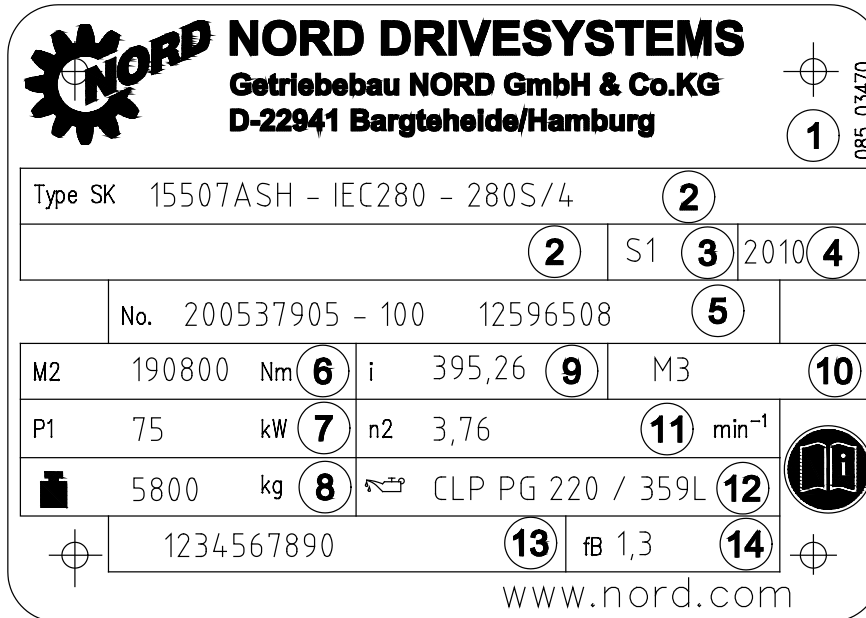 NORD
NORD DRIVESYSTEMS
Getriebebau NORD GmbH & Co.KG
D-22941 Bargteheide/Hamburg
085 03470
1
Type SK 15507ASH – IEC280 – 280S/4 2
2 S1 3 2010 4
No. 200537905 – 100 12596508 5
M2 190800 Nm 6 i 395,26 9 M3 10
P1 75 kW 7 n2 3,76 11 min⁻¹
5800 kg 8 CLP PG 220 / 359L 12
i
1234567890 13 fB 1,3 14
www.nord.com